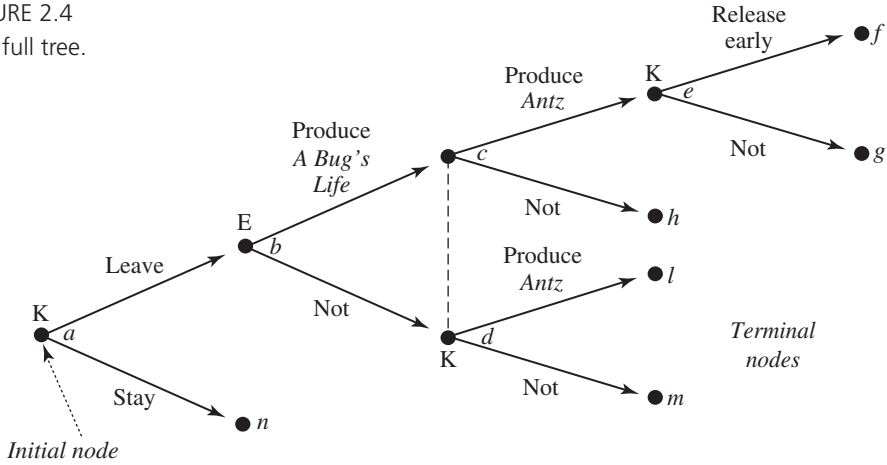 URE 2.4
full tree.
Release
early
f
K
e
Produce
Antz
Not
g
Produce
A Bug's
Life
c
Not
h
E
b
Produce
Antz
l
Leave
Not
K
a
d
K
Terminal
nodes
Not
m
Stay
n
Initial node